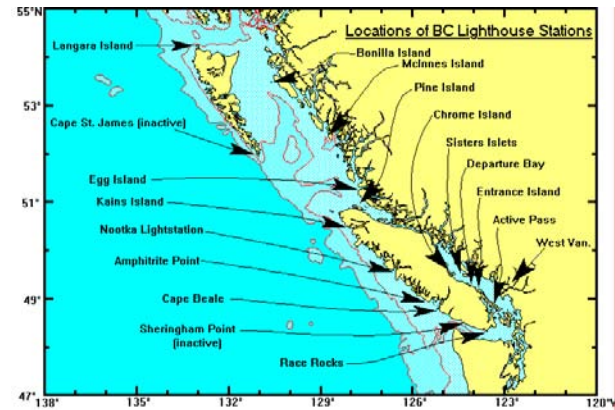 55°N
Locations of BC Lighthouse Stations
Langara Island
Bonilla Island
McInnes Island
Pine Island
53°
Chrome Island
Cape St. James (inactive)
Sisters Islets
Departure Bay
Egg Island
Entrance Island
51°
Kains Island
Active Pass
Nootka Lightstation
West Van.
Amphitrite Point
49°
Cape Beale
Sheringham Point
(inactive)
Race Rocks
47°
138°
135°
132°
129°
126°
123°
120°W